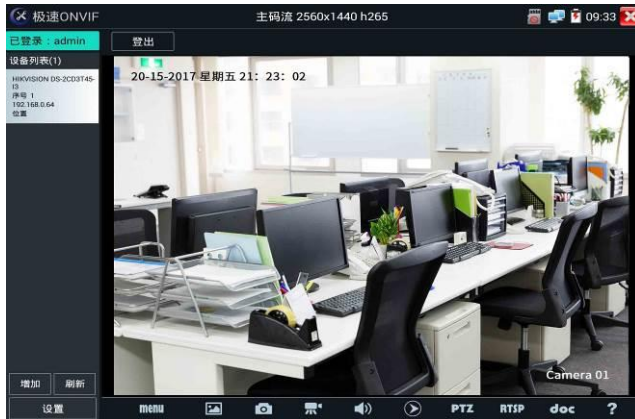 极速ONVIF
主码流 2560x1440 h265
09:33
已登录：admin
登出
设备列表(1)
HIKVISION DS-2CD3T45-
I3
序号 1
192.168.0.64
位置
20-15-2017 星期五 21：23：02
Camera 01
增加
刷新
设置
menu
PTZ
RTSP
doc
?